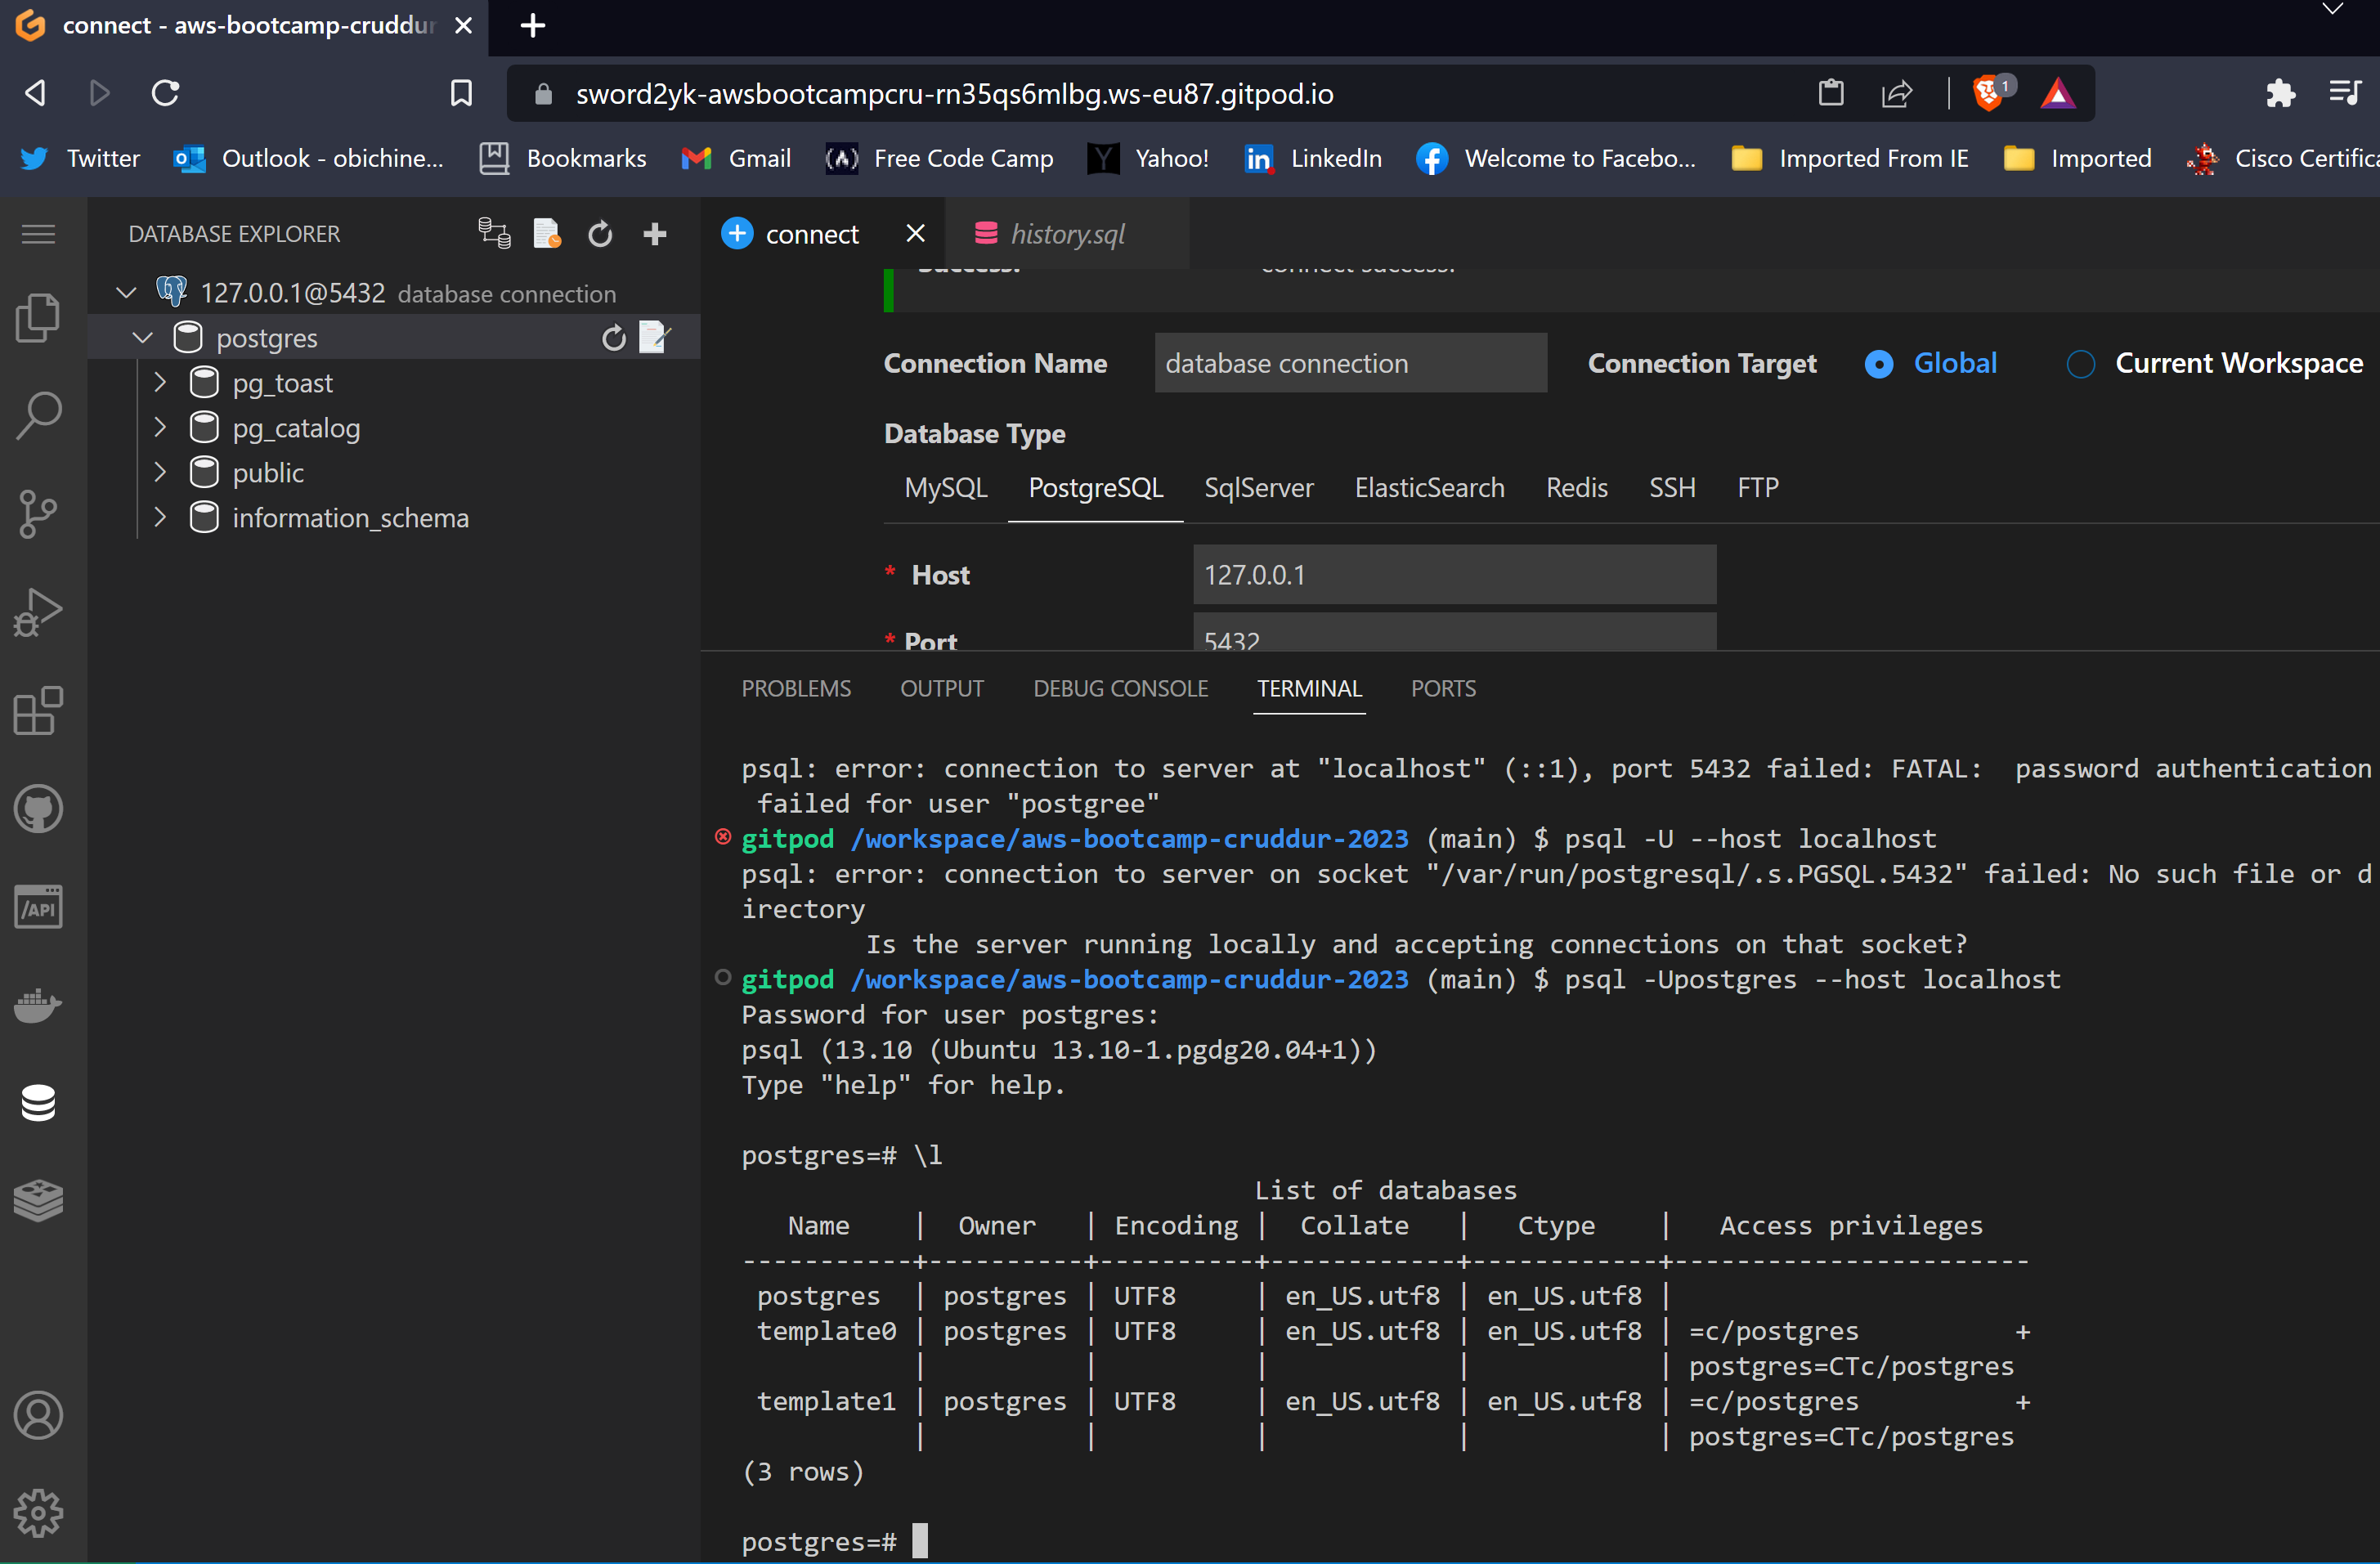 connect - aws-bootcamp-cruddur
sword2yk-awsbootcampcru-rn35qs6mlbg.ws-eu87.gitpod.io
1
Twitter Outlook - obichine... Bookmarks Gmail Free Code Camp Yahoo! LinkedIn Welcome to Facebo... Imported From IE Imported Cisco Certifica
DATABASE EXPLORER
connect
history.sql
127.0.0.1@5432 database connection
postgres
pg_toast
pg_catalog
public
information_schema
Success! connect success!
Connection Name database connection Connection Target Global Current Workspace
Database Type
MySQL PostgreSQL SqlServer ElasticSearch Redis SSH FTP
* Host 127.0.0.1
* Port 5432
/API
PROBLEMS OUTPUT DEBUG CONSOLE TERMINAL PORTS
psql: error: connection to server at "localhost" (::1), port 5432 failed: FATAL:  password authentication
 failed for user "postgree"
gitpod /workspace/aws-bootcamp-cruddur-2023 (main) $ psql -U --host localhost
psql: error: connection to server on socket "/var/run/postgresql/.s.PGSQL.5432" failed: No such file or d
irectory
        Is the server running locally and accepting connections on that socket?
gitpod /workspace/aws-bootcamp-cruddur-2023 (main) $ psql -Upostgres --host localhost
Password for user postgres:
psql (13.10 (Ubuntu 13.10-1.pgdg20.04+1))
Type "help" for help.
postgres=# \l
                                 List of databases
   Name    |  Owner   | Encoding |  Collate   |   Ctype    |   Access privileges
-----------+----------+----------+------------+------------+-----------------------
 postgres  | postgres | UTF8     | en_US.utf8 | en_US.utf8 |
 template0 | postgres | UTF8     | en_US.utf8 | en_US.utf8 | =c/postgres          +
           |          |          |            |            | postgres=CTc/postgres
 template1 | postgres | UTF8     | en_US.utf8 | en_US.utf8 | =c/postgres          +
           |          |          |            |            | postgres=CTc/postgres
(3 rows)
postgres=#